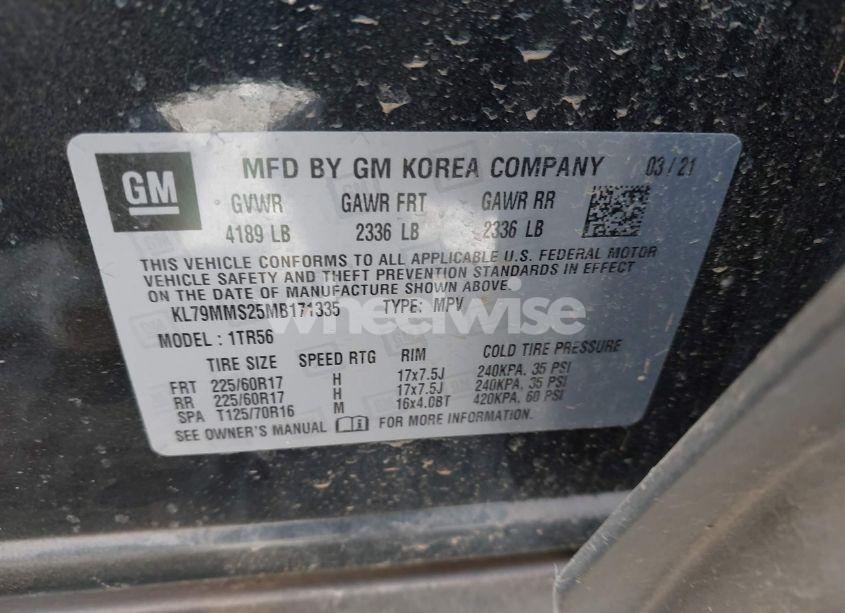 GM
MFD BY GM KOREA COMPANY 03/21
GVWR GAWR FRT GAWR RR
4189 LB 2336 LB 2336 LB
THIS VEHICLE CONFORMS TO ALL APPLICABLE U.S. FEDERAL MOTOR
VEHICLE SAFETY AND THEFT PREVENTION STANDARDS IN EFFECT
ON THE DATE OF MANUFACTURE SHOWN ABOVE.
KL79MMS25MB171335 TYPE: MPV
wheelwise
MODEL: 1TR56
TIRE SIZE SPEED RTG RIM COLD TIRE PRESSURE
FRT 225/60R17 H 17x7.5J 240KPA, 35 PSI
RR 225/60R17 H 17x7.5J 240KPA, 35 PSI
SPA T125/70R16 M 16x4.0BT 420KPA, 60 PSI
SEE OWNER'S MANUAL FOR MORE INFORMATION.